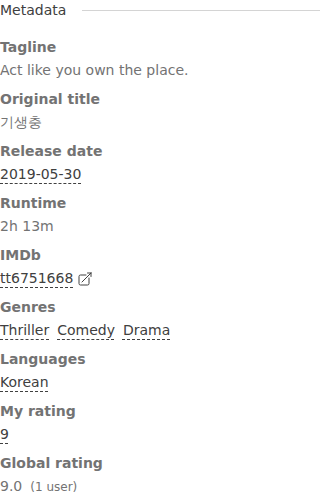 Metadata
Tagline
Act like you own the place.
Original title
기생충
Release date
2019-05-30
Runtime
2h 13m
IMDb
tt6751668
Genres
Thriller Comedy Drama
Languages
Korean
My rating
9
Global rating
9.0 (1 user)